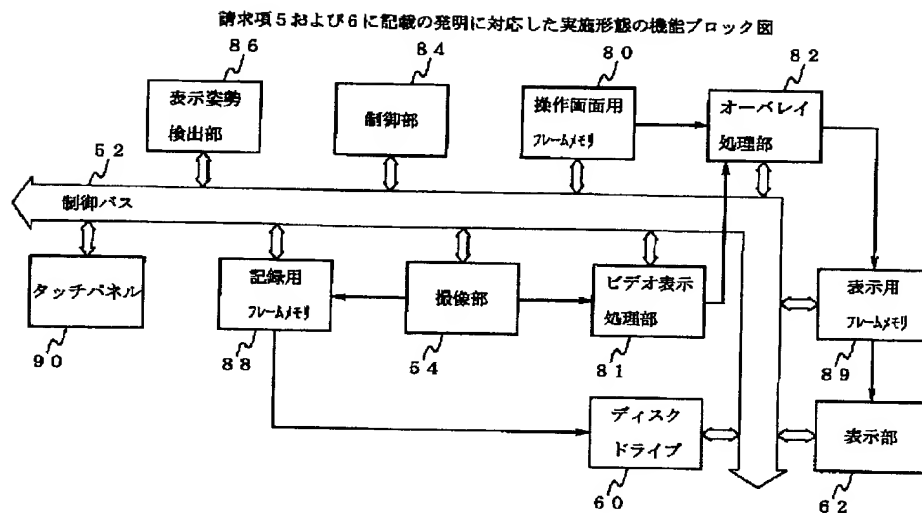 請求項5および6に記載の発明に対応した実施形態の機能ブロック図
86
84
80
82
表示姿勢
検出部
制御部
操作画面用
フレームメモリ
オーバレイ
処理部
52
制御バス
タッチパネル
記録用
フレームメモリ
撮像部
ビデオ表示
処理部
表示用
フレームメモリ
90
88
54
81
89
ディスク
ドライブ
表示部
60
62